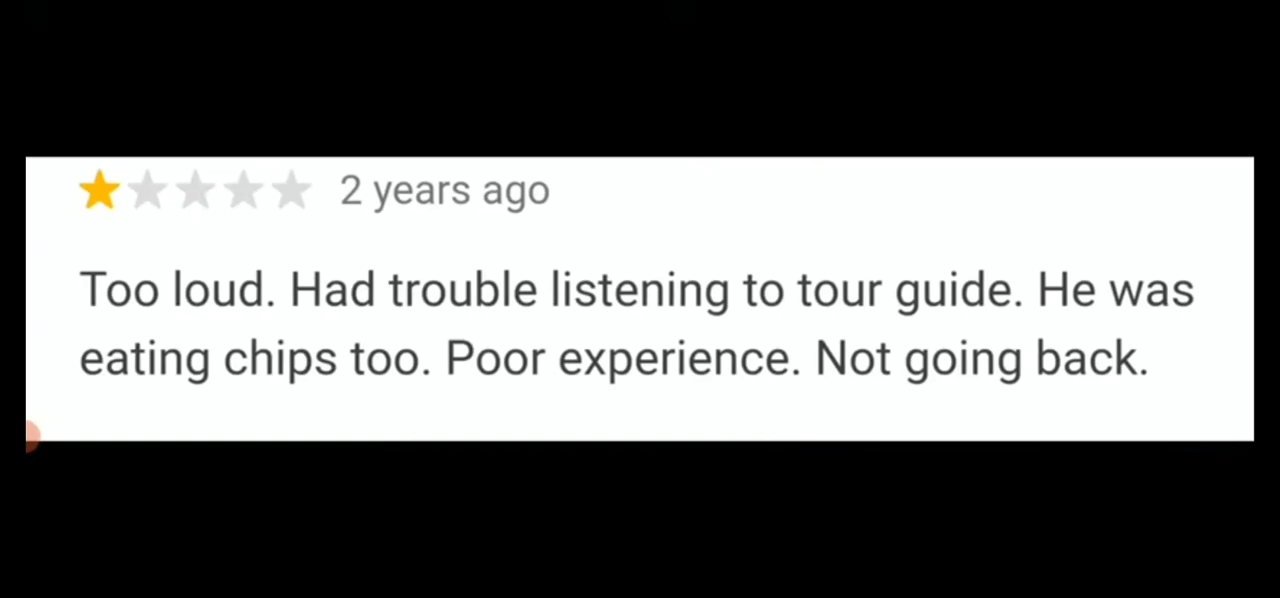 2 years ago
Too loud. Had trouble listening to tour guide. He was
eating chips too. Poor experience. Not going back.